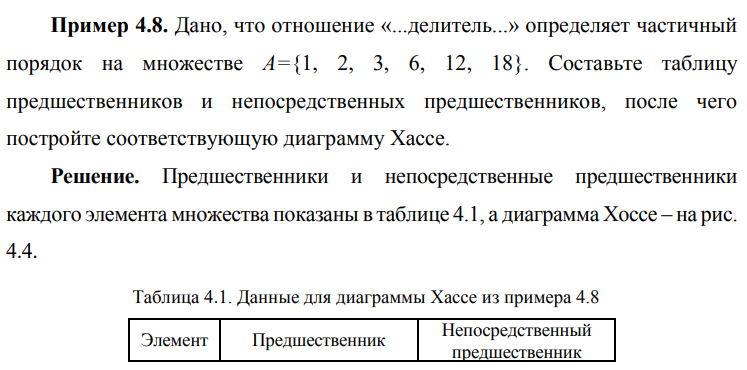 Пример 4.8. Дано, что отношение «...делитель...» определяет частичный
порядок на множестве A={1, 2, 3, 6, 12, 18}. Составьте таблицу
предшественников и непосредственных предшественников, после чего
постройте соответствующую диаграмму Хассе.
Решение. Предшественники и непосредственные предшественники
каждого элемента множества показаны в таблице 4.1, а диаграмма Хоссе – на рис.
4.4.
Таблица 4.1. Данные для диаграммы Хассе из примера 4.8
Элемент Предшественник Непосредственный
предшественник